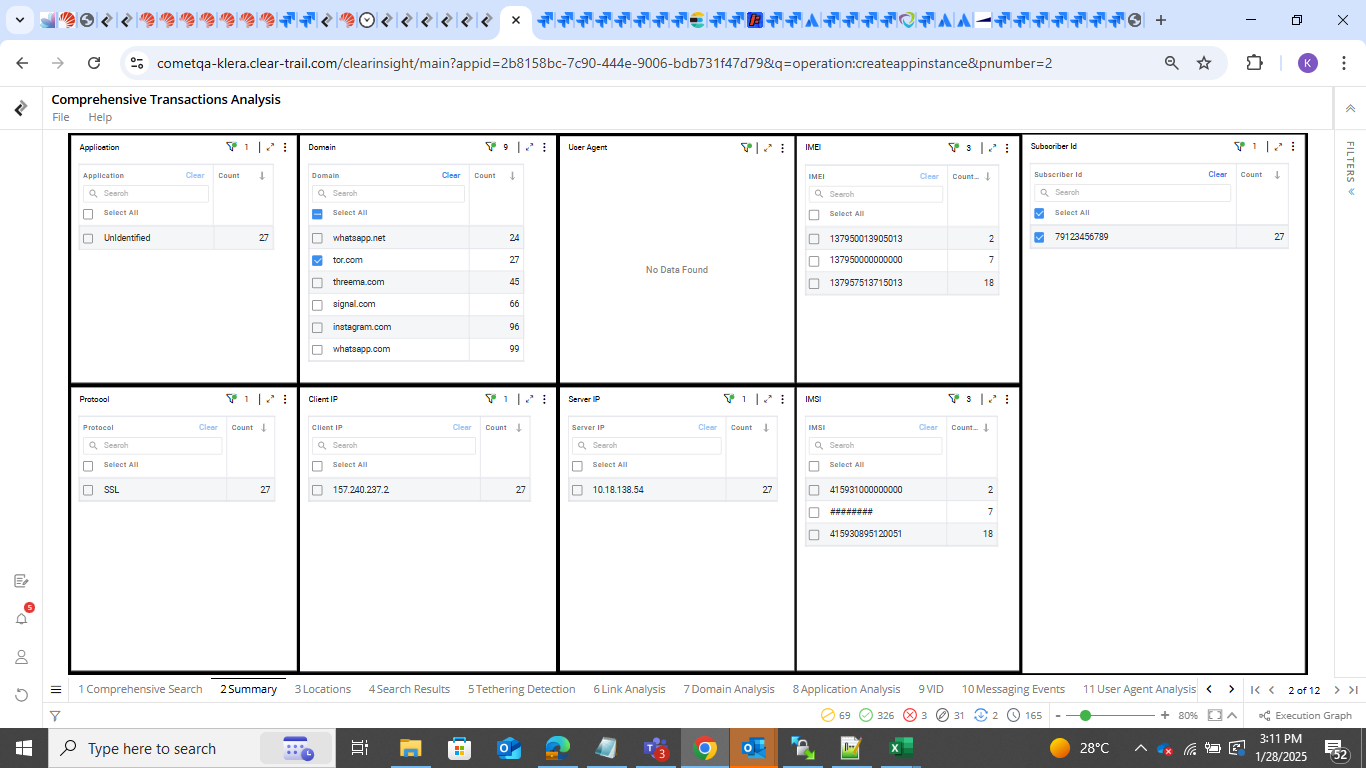 cometqa-klera.clear-trail.com/clearinsight/main?appid=2b8158bc-7c90-444e-9006-bdb731f47d79&q=operation:createappinstance&pnumber=2
K
Comprehensive Transactions Analysis
File Help
FILTERS
Application 1
Application Clear Count
Search
Select All
UnIdentified 27
Domain 9
Domain Clear Count
Search
Select All
whatsapp.net 24
tor.com 27
threema.com 45
signal.com 66
instagram.com 96
whatsapp.com 99
User Agent
No Data Found
IMEI 3
IMEI Clear Count...
Search
Select All
137950013905013 2
137950000000000 7
137957513715013 18
Subscriber Id 1
Subscriber Id Clear Count
Search
Select All
79123456789 27
Protocol 1
Protocol Clear Count
Search
Select All
SSL 27
Client IP 1
Client IP Clear Count
Search
Select All
157.240.237.2 27
Server IP 1
Server IP Clear Count
Search
Select All
10.18.138.54 27
IMSI 3
IMSI Clear Count...
Search
Select All
415931000000000 2
######## 7
415930895120051 18
5
1 Comprehensive Search 2 Summary 3 Locations 4 Search Results 5 Tethering Detection 6 Link Analysis 7 Domain Analysis 8 Application Analysis 9 VID 10 Messaging Events 11 User Agent Analysis 2 of 12
69 326 3 31 2 165 - + 80% Execution Graph
Type here to search
3
28°C
3:11 PM
1/28/2025
52